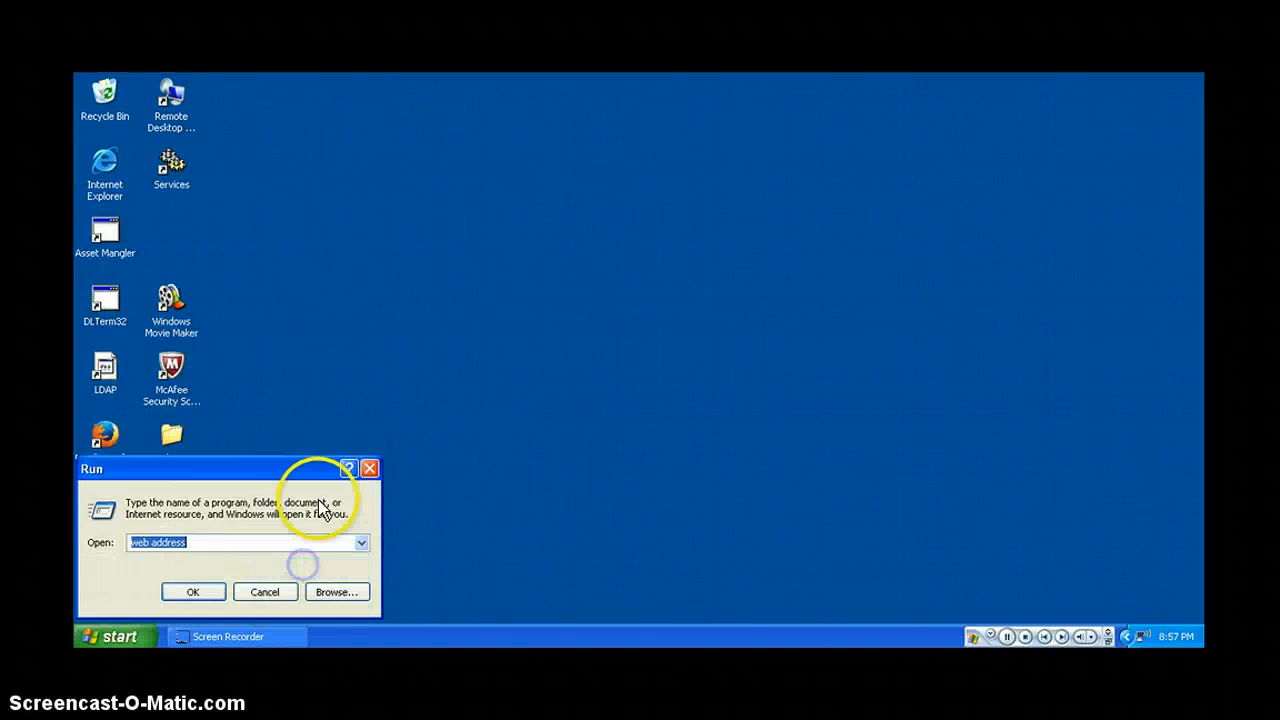 Recycle Bin
Remote
Desktop ...
Internet
Explorer
Services
Asset Mangler
DLTerm32
Windows
Movie Maker
LDAP
McAfee
Security Sc...
Run
Type the name of a program, folder, document, or
Internet resource, and Windows will open it for you.
Open:
web address
OK
Cancel
Browse...
start
Screen Recorder
8:57 PM
Screencast-O-Matic.com